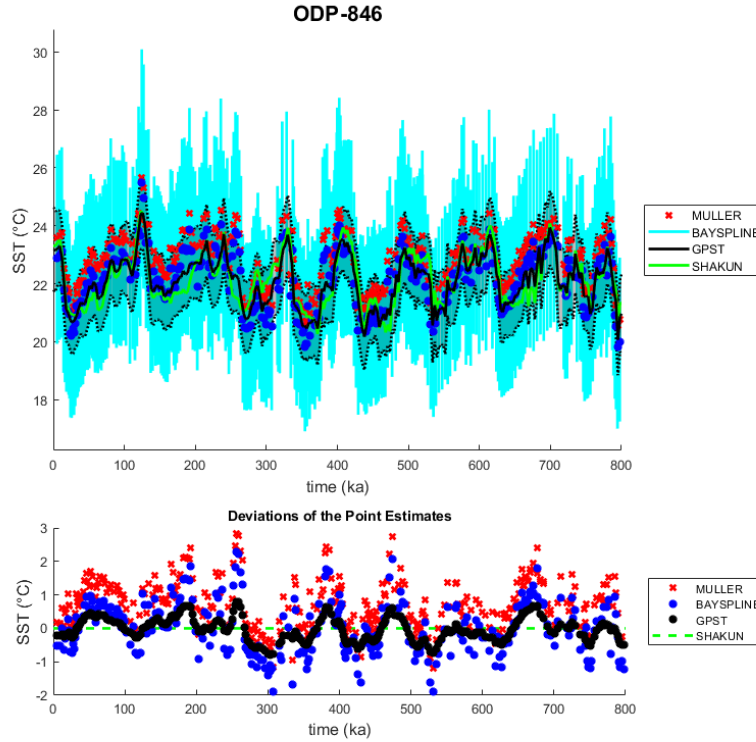 ODP-846
SST (°C)
30
28
26
24
22
20
18
0 100 200 300 400 500 600 700 800
time (ka)
MULLER
BAYSPLINE
GPST
SHAKUN
Deviations of the Point Estimates
SST (°C)
3
2
1
0
-1
-2
0 100 200 300 400 500 600 700 800
time (ka)
MULLER
BAYSPLINE
GPST
SHAKUN